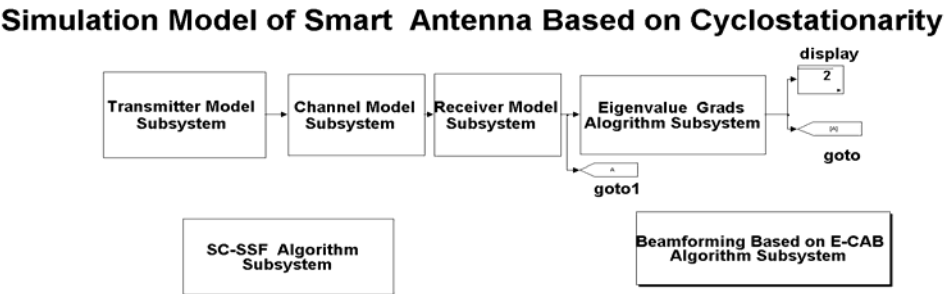 Simulation Model of Smart Antenna Based on Cyclostationarity
display
2
Transmitter Model
Subsystem
Channel Model
Subsystem
Receiver Model
Subsystem
Eigenvalue Grads
Alogrithm Subsystem
goto
A
goto1
SC-SSF Algorithm
Subsystem
Beamforming Based on E-CAB
Algorithm Subsystem